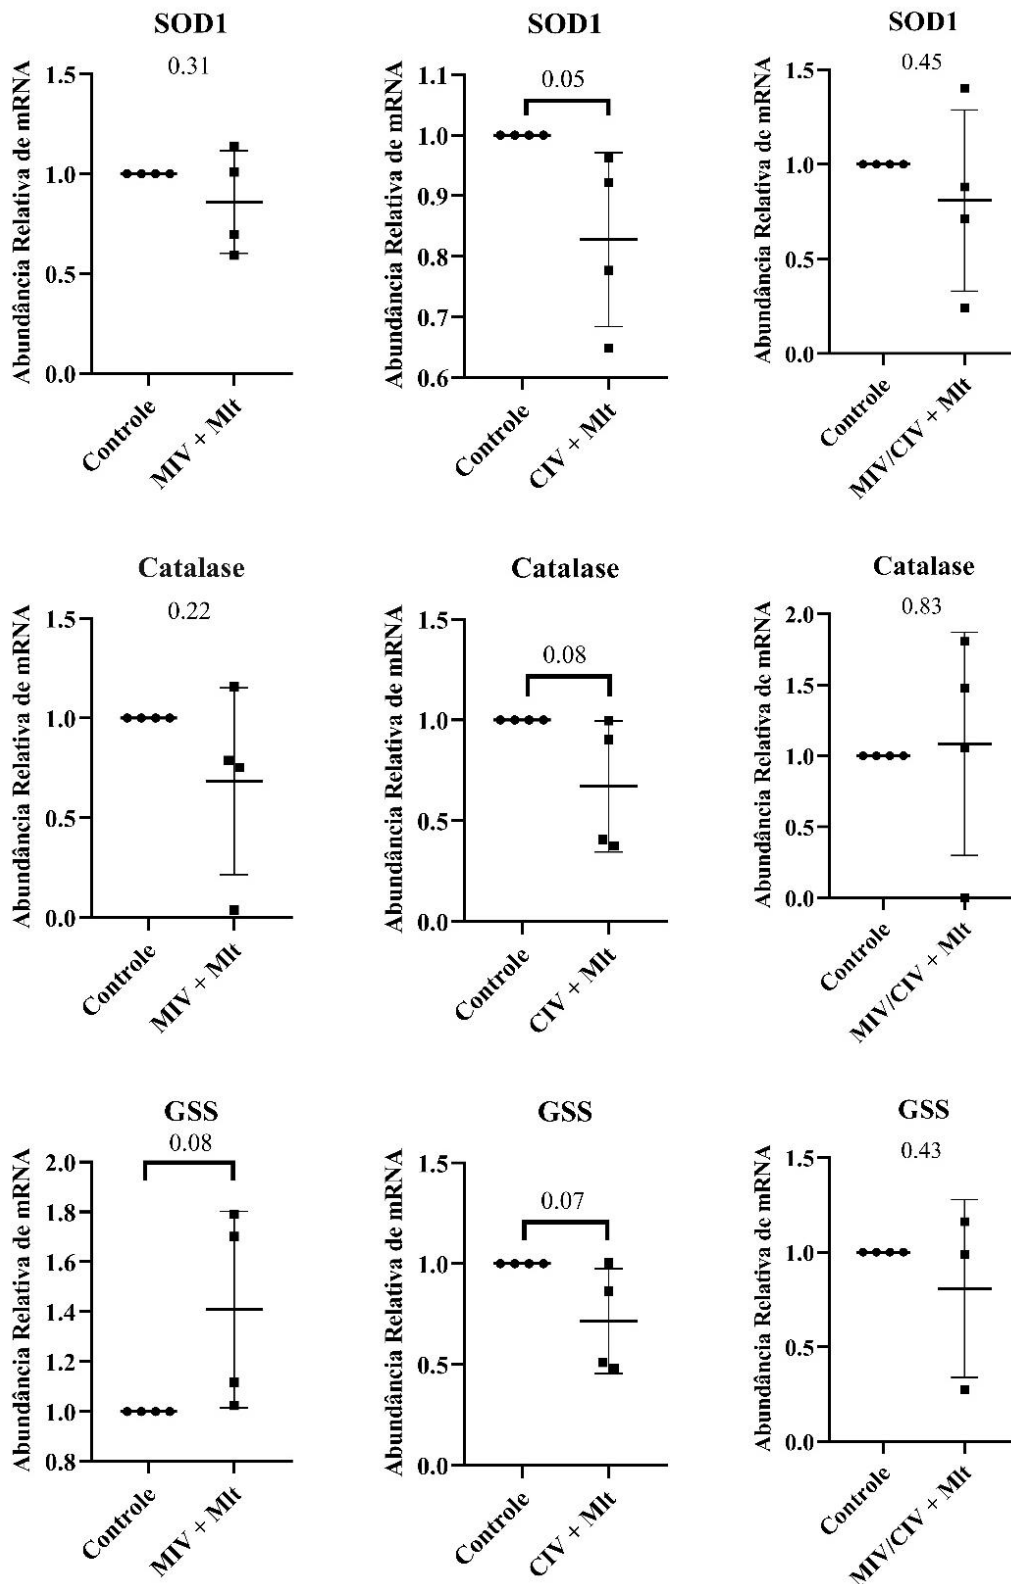 SOD1
0.31
Abundância Relativa de mRNA
1.5
1.0
0.5
0.0
Controle
MIV + Mlt
SOD1
0.05
Abundância Relativa de mRNA
1.1
1.0
0.9
0.8
0.7
0.6
Controle
CIV + Mlt
SOD1
0.45
Abundância Relativa de mRNA
1.5
1.0
0.5
0.0
Controle
MIV/CIV + Mlt
Catalase
0.22
Abundância Relativa de mRNA
1.5
1.0
0.5
0.0
Controle
MIV + Mlt
Catalase
0.08
Abundância Relativa de mRNA
1.5
1.0
0.5
0.0
Controle
CIV + Mlt
Catalase
0.83
Abundância Relativa de mRNA
2.0
1.5
1.0
0.5
0.0
Controle
MIV/CIV + Mlt
GSS
0.08
Abundância Relativa de mRNA
2.0
1.8
1.6
1.4
1.2
1.0
0.8
Controle
MIV + Mlt
GSS
0.07
Abundância Relativa de mRNA
1.5
1.0
0.5
0.0
Controle
CIV + Mlt
GSS
0.43
Abundância Relativa de mRNA
1.5
1.0
0.5
0.0
Controle
MIV/CIV + Mlt